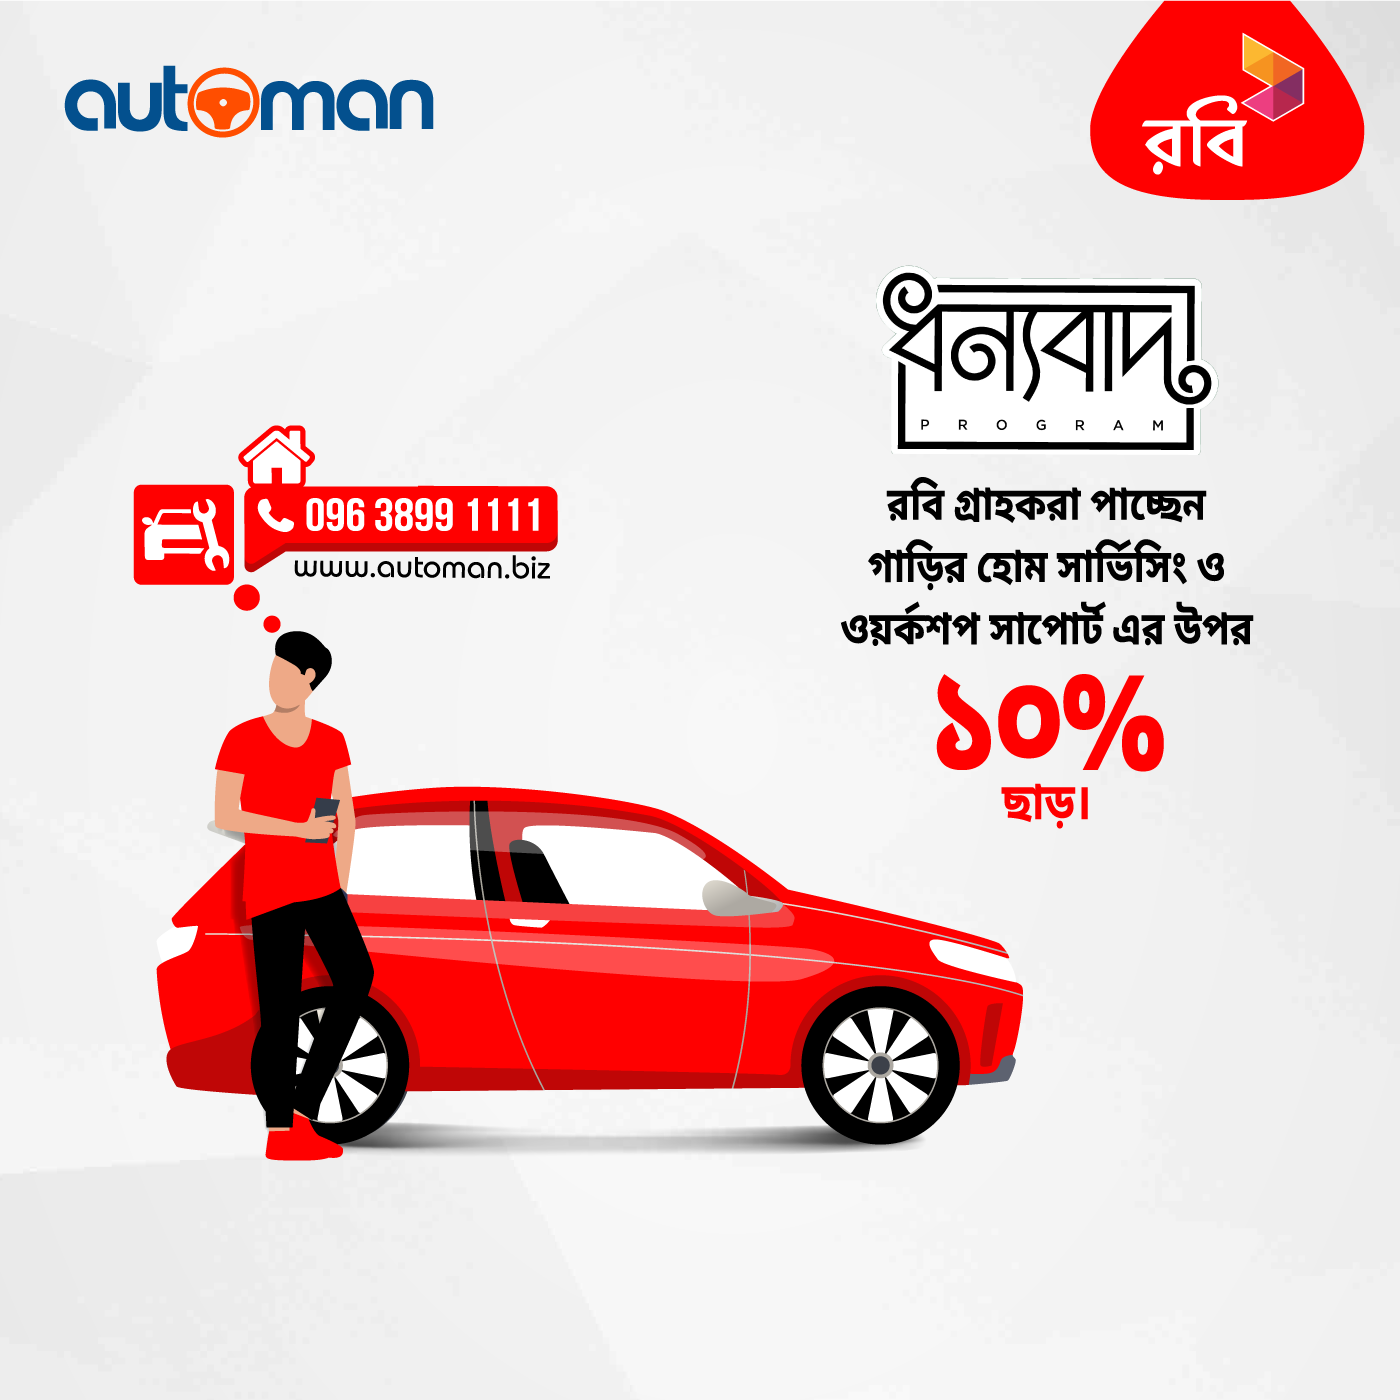 automan
রবি
ধন্যবাদ
PROGRAM
096 3899 1111
www.automan.biz
রবি গ্রাহকরা পাচ্ছেন
গাড়ির হোম সার্ভিসিং ও
ওয়র্কশপ সাপোর্ট এর উপর
১০%
ছাড়।